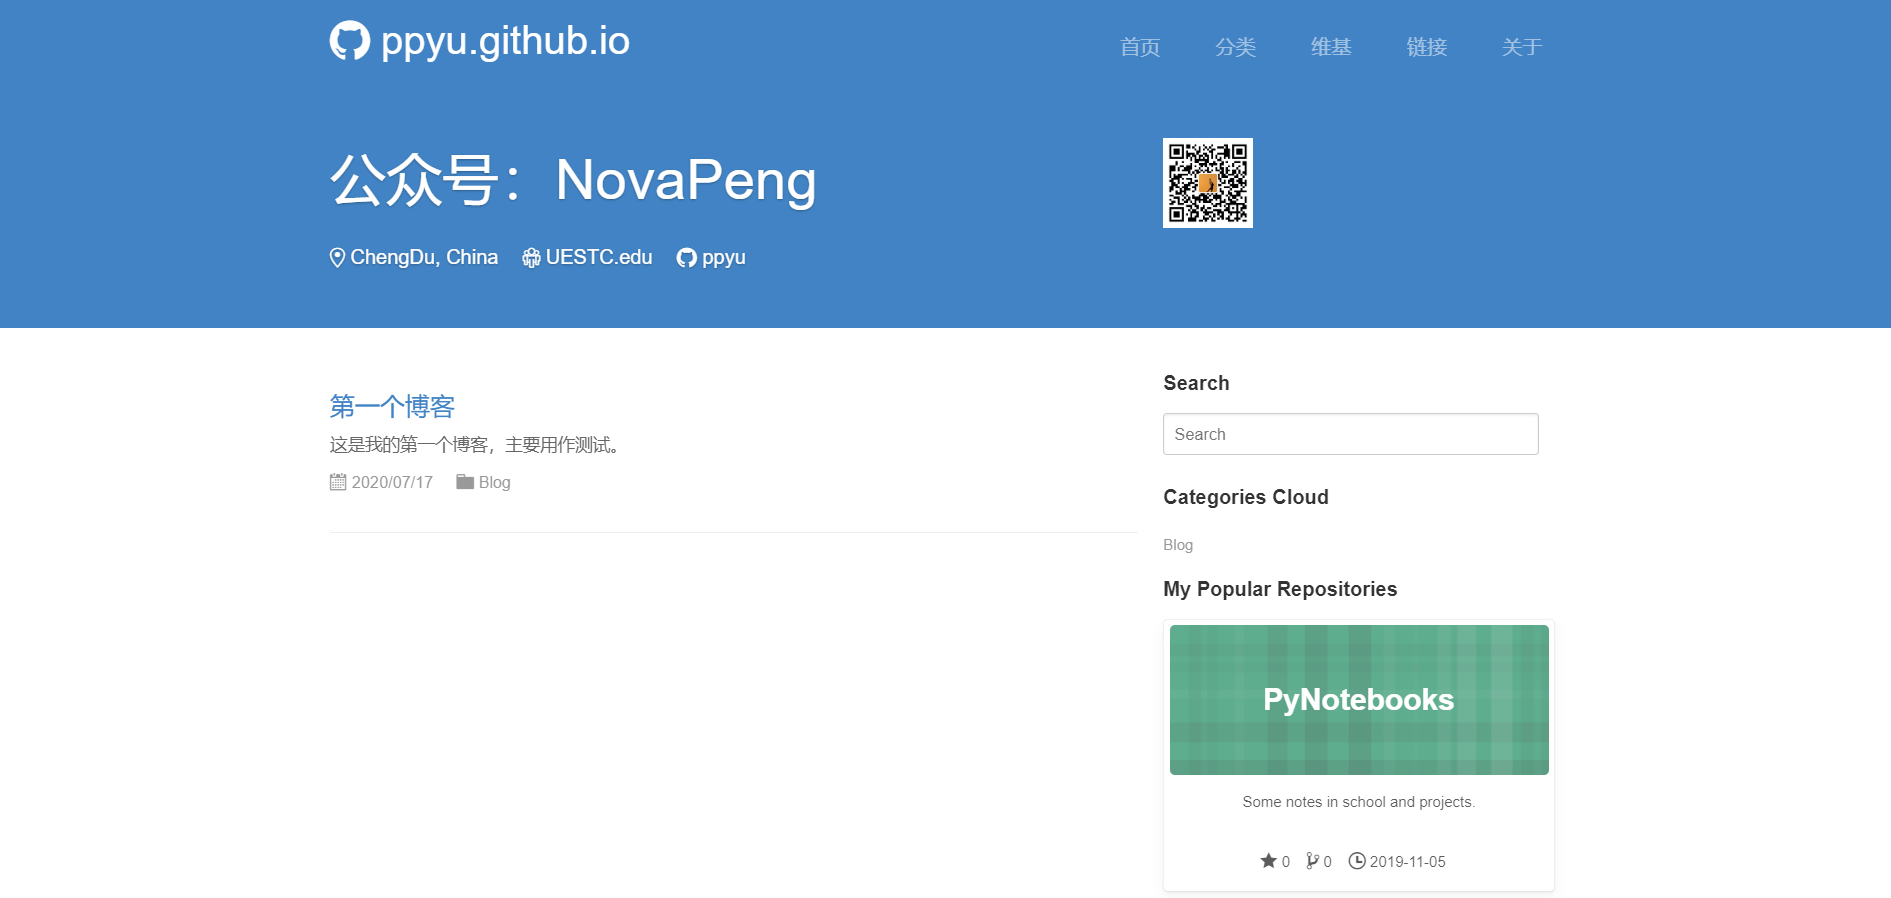 ppyu.github.io
首页 分类 维基 链接 关于
公众号：NovaPeng
ChengDu, China UESTC.edu ppyu
第一个博客
这是我的第一个博客，主要用作测试。
2020/07/17 Blog
Search
Search
Categories Cloud
Blog
My Popular Repositories
PyNotebooks
Some notes in school and projects.
0 0 2019-11-05